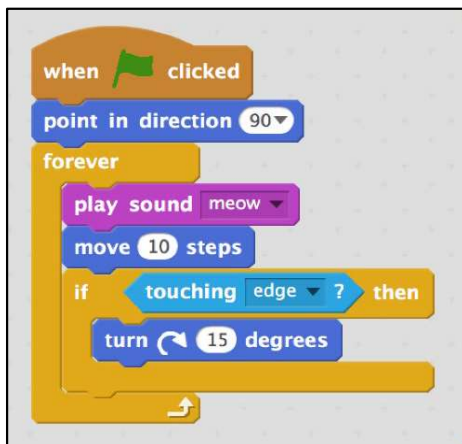 when clicked
point in direction 90
forever
play sound meow
move 10 steps
if touching edge ? then
turn 15 degrees